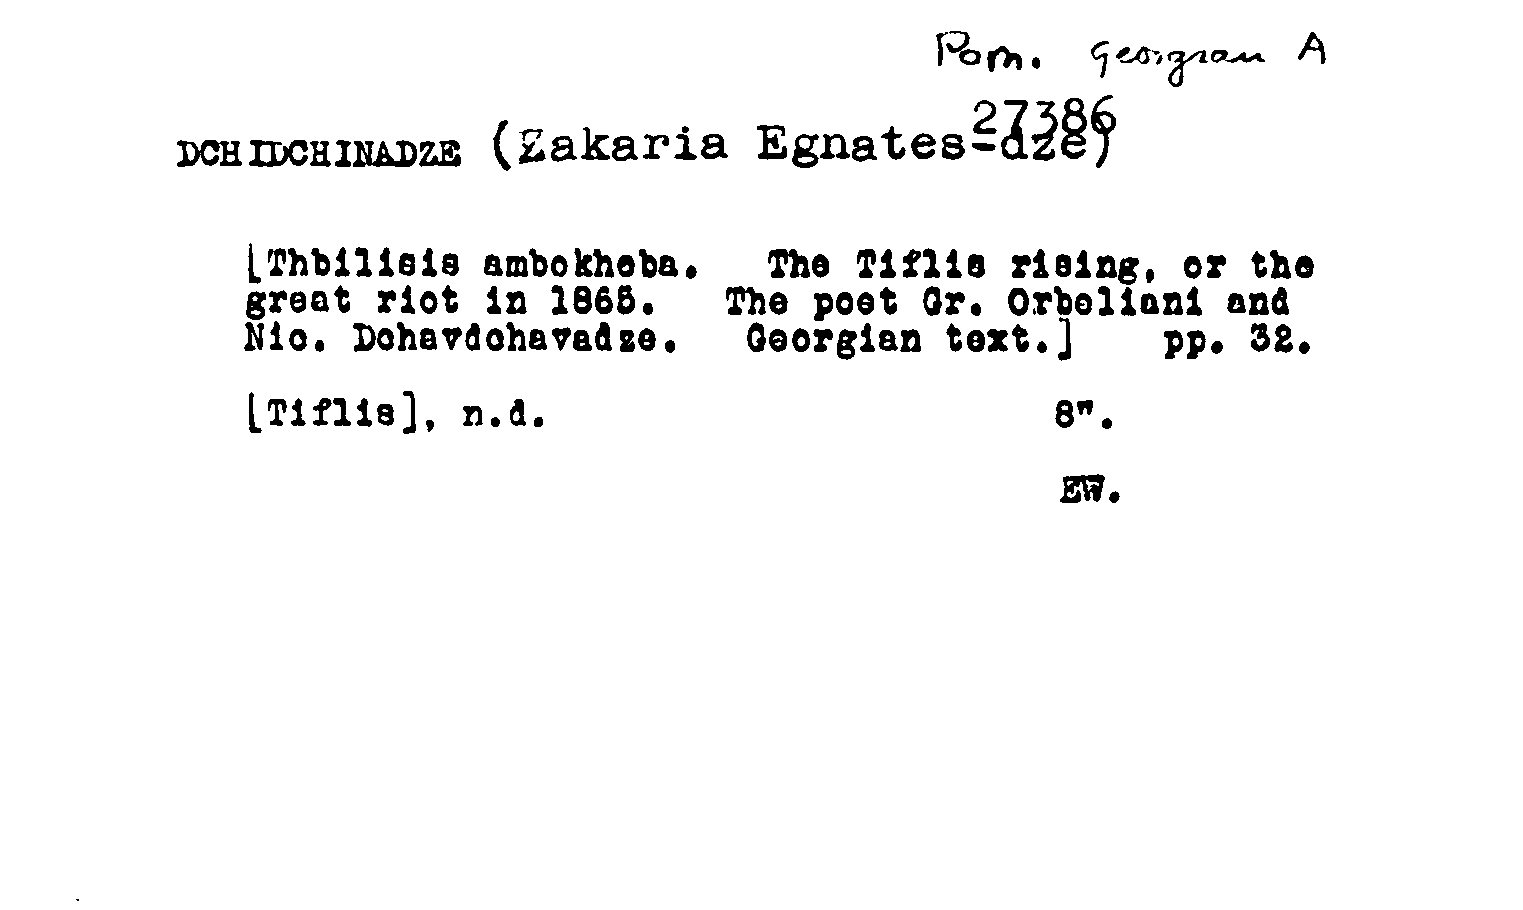 Pom. Georgian A
27386
DCHIDCHINADZE (Zakaria Egnates-dze)
[Thbilisis ambokheba. The Tiflis rising, or the
great riot in 1865. The poet Gr. Orbeliani and
Nic. Dchavdchavadze. Georgian text.] pp. 32.
[Tiflis], n.d. 8".
EW.